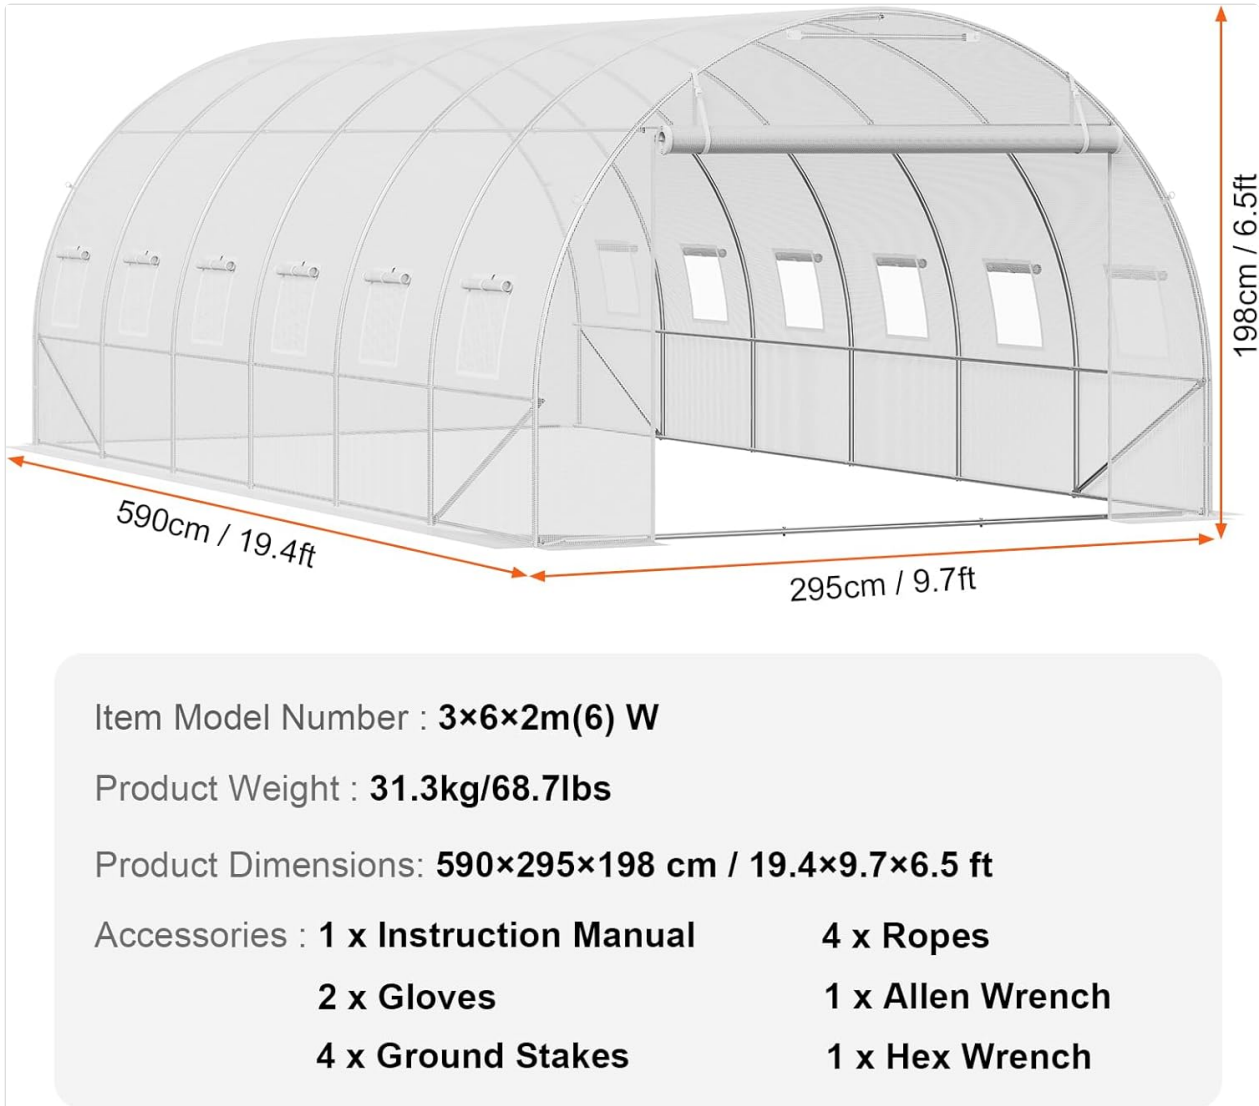 198cm / 6.5ft
590cm / 19.4ft
295cm / 9.7ft
Item Model Number : 3×6×2m(6) W
Product Weight : 31.3kg/68.7lbs
Product Dimensions: 590×295×198 cm / 19.4×9.7×6.5 ft
Accessories : 1 x Instruction Manual 4 x Ropes
2 x Gloves 1 x Allen Wrench
4 x Ground Stakes 1 x Hex Wrench